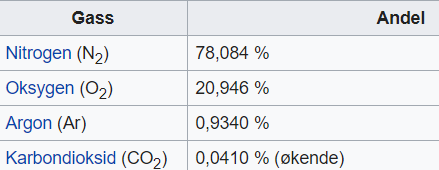 Gass Andel
Nitrogen (N₂) 78,084 %
Oksygen (O₂) 20,946 %
Argon (Ar) 0,9340 %
Karbondioksid (CO₂) 0,0410 % (økende)